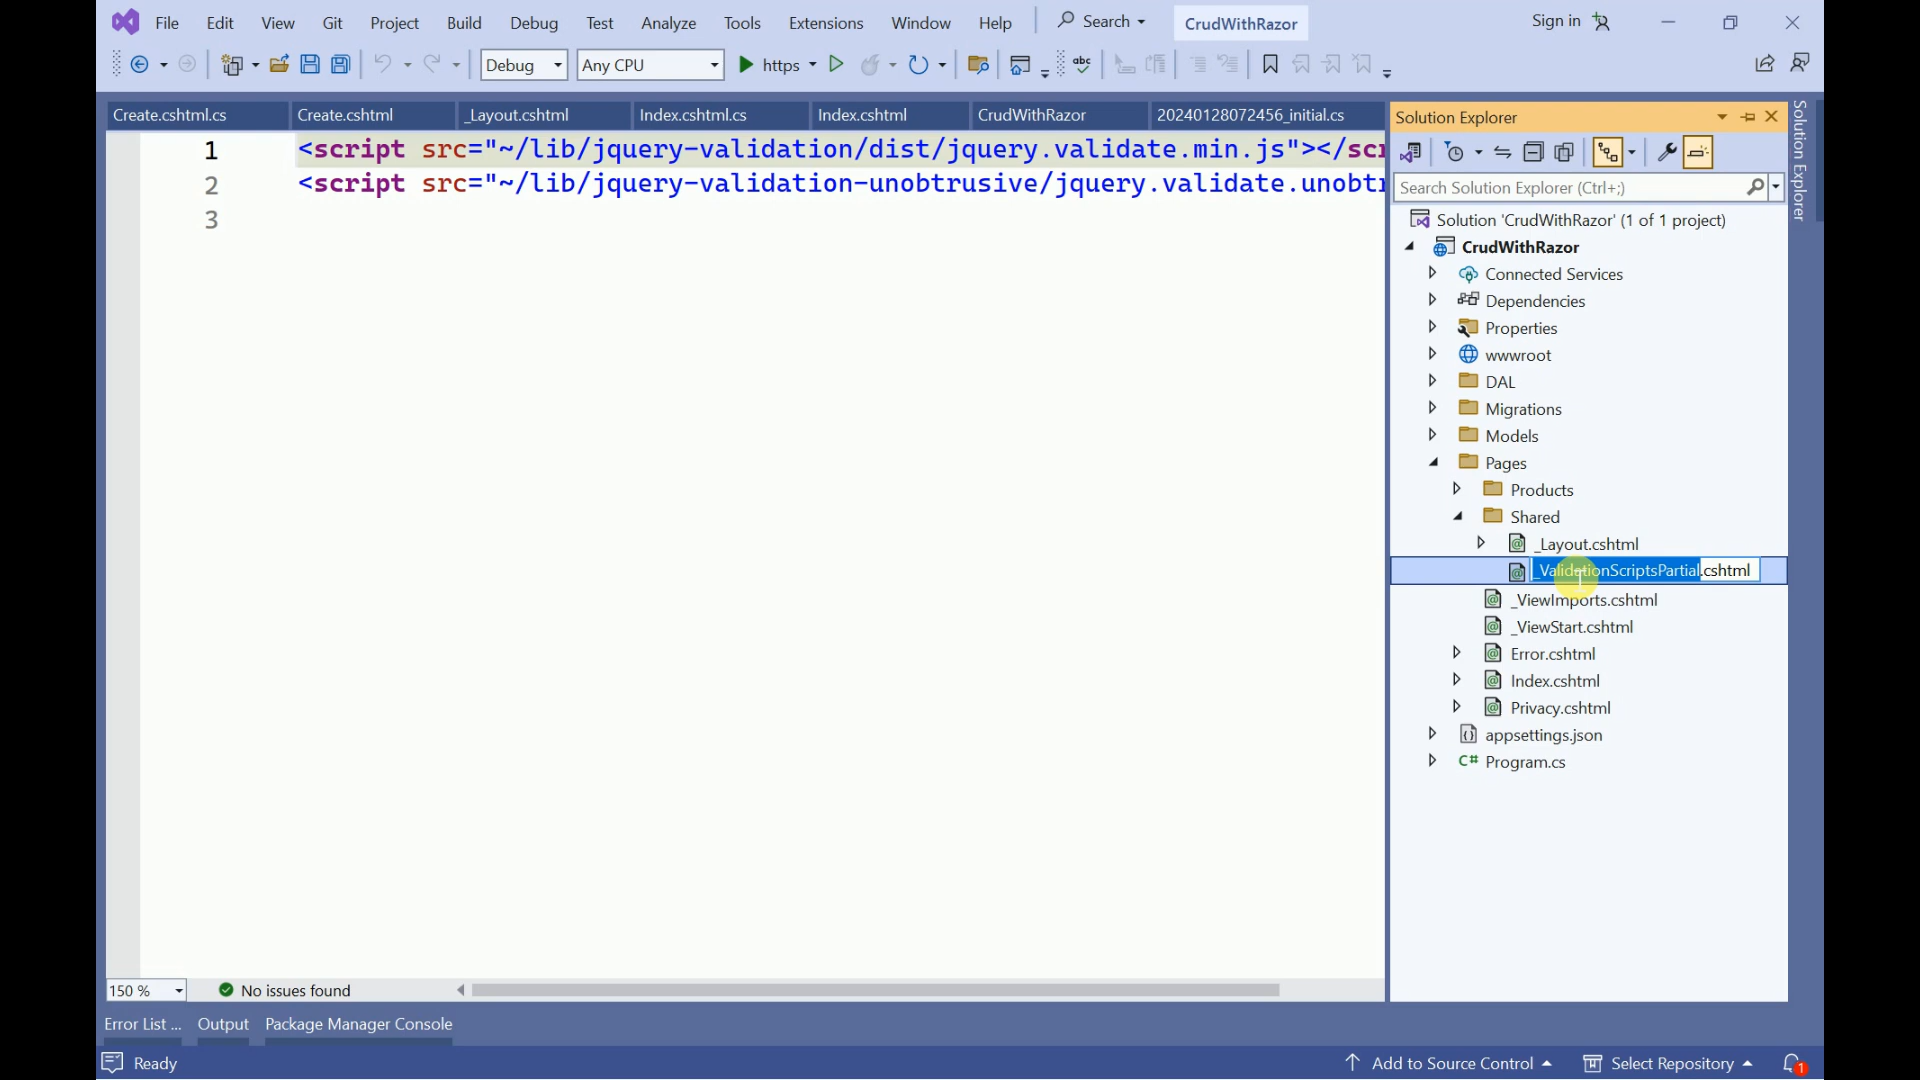 File Edit View Git Project Build Debug Test Analyze Tools Extensions Window Help Search CrudWithRazor Sign in
Debug Any CPU https abc
Create.cshtml.cs Create.cshtml _Layout.cshtml Index.cshtml.cs Index.cshtml CrudWithRazor 20240128072456_initial.cs
1 <script src="~/lib/jquery-validation/dist/jquery.validate.min.js"></scr
2 <script src="~/lib/jquery-validation-unobtrusive/jquery.validate.unobtr
3
Solution Explorer
Search Solution Explorer (Ctrl+;)
Solution 'CrudWithRazor' (1 of 1 project)
CrudWithRazor
Connected Services
Dependencies
Properties
wwwroot
DAL
Migrations
Models
Pages
Products
Shared
_Layout.cshtml
_ValidationScriptsPartial.cshtml
_ViewImports.cshtml
_ViewStart.cshtml
Error.cshtml
Index.cshtml
Privacy.cshtml
appsettings.json
C# Program.cs
Solution Explorer
150 % No issues found
Error List ... Output Package Manager Console
Ready Add to Source Control Select Repository 1